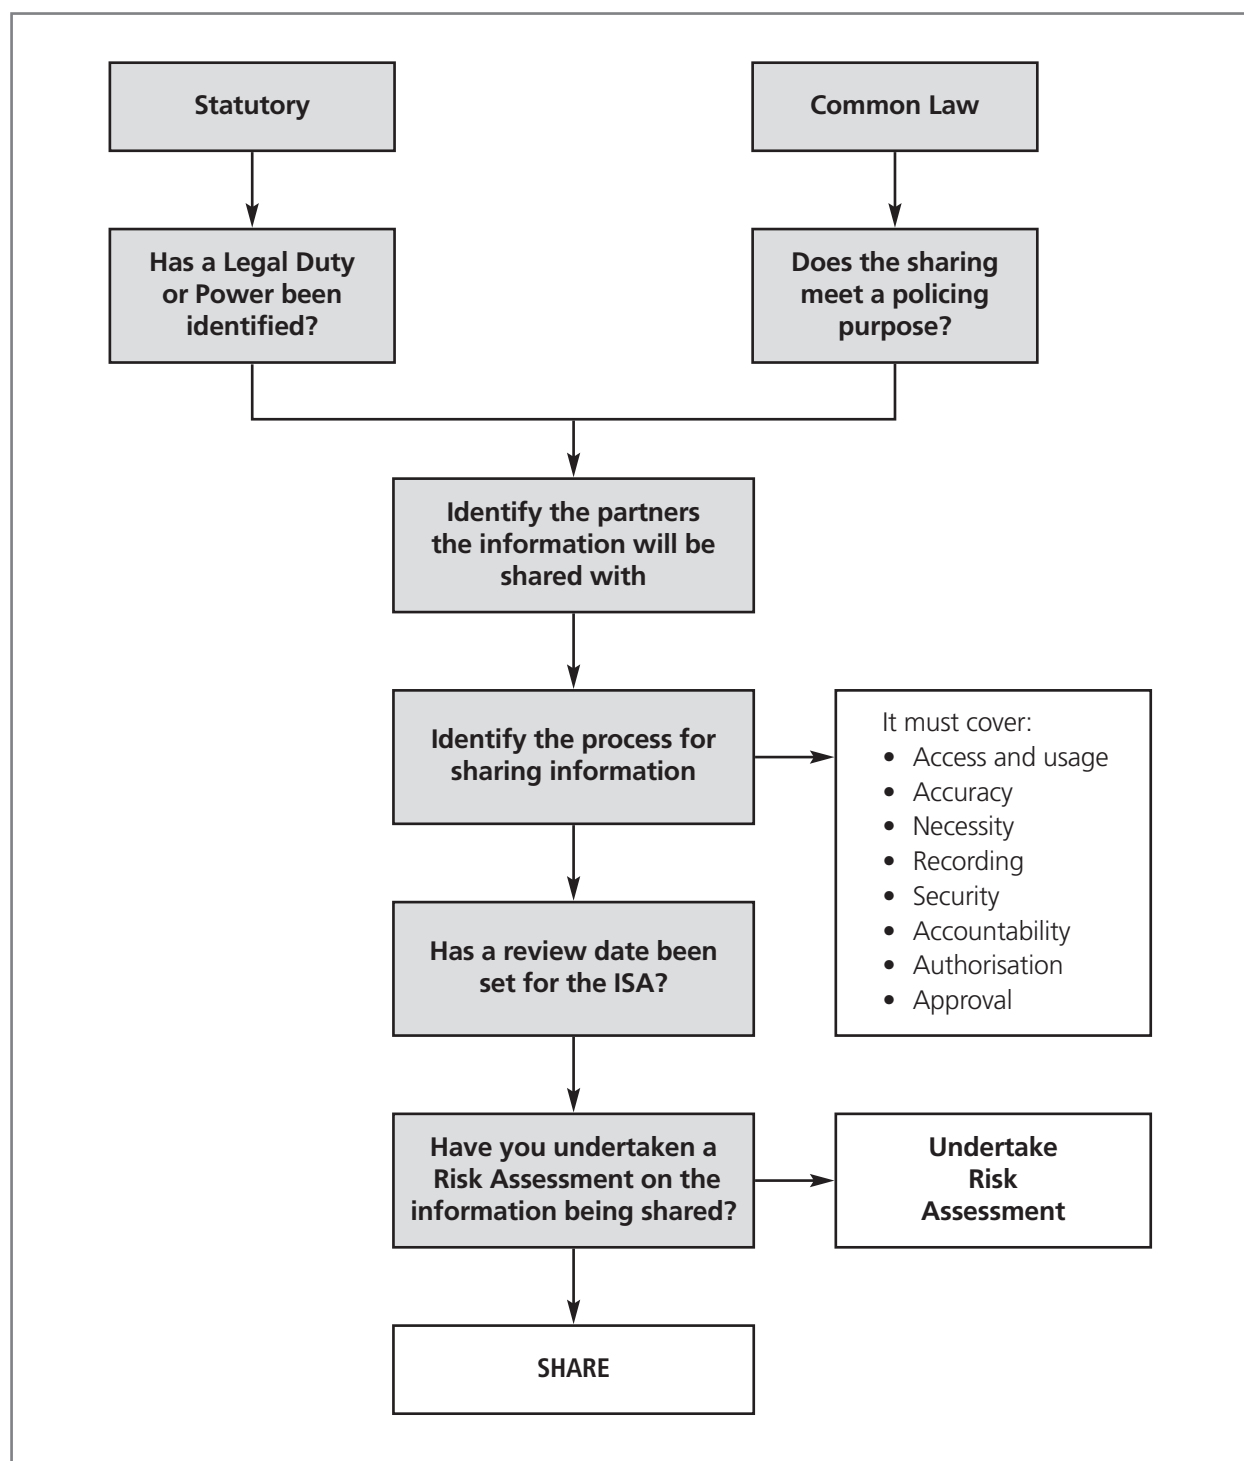 Statutory
Common Law
Has a Legal Duty
or Power been
identified?
Does the sharing
meet a policing
purpose?
Identify the partners
the information will be
shared with
Identify the process for
sharing information
It must cover:
• Access and usage
• Accuracy
• Necessity
• Recording
• Security
• Accountability
• Authorisation
• Approval
Has a review date been
set for the ISA?
Have you undertaken a
Risk Assessment on the
information being shared?
Undertake
Risk
Assessment
SHARE